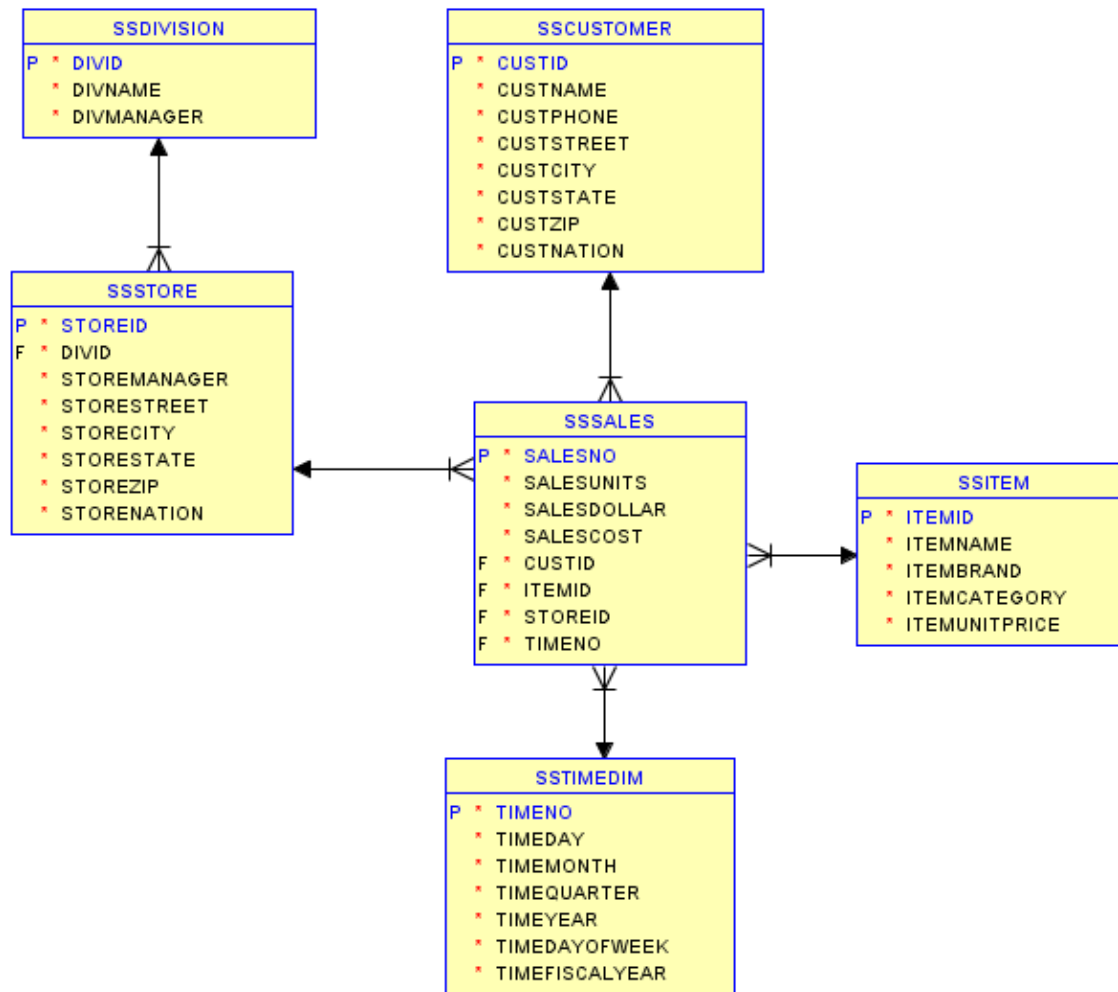 SSDIVISION
P * DIVID
* DIVNAME
* DIVMANAGER
SSCUSTOMER
P * CUSTID
* CUSTNAME
* CUSTPHONE
* CUSTSTREET
* CUSTCITY
* CUSTSTATE
* CUSTZIP
* CUSTNATION
SSSTORE
P * STOREID
F * DIVID
* STOREMANAGER
* STORESTREET
* STORECITY
* STORESTATE
* STOREZIP
* STORENATION
SSSALES
P * SALESNO
* SALESUNITS
* SALESDOLLAR
* SALESCOST
F * CUSTID
F * ITEMID
F * STOREID
F * TIMENO
SSITEM
P * ITEMID
* ITEMNAME
* ITEMBRAND
* ITEMCATEGORY
* ITEMUNITPRICE
SSTIMEDIM
P * TIMENO
* TIMEDAY
* TIMEMONTH
* TIMEQUARTER
* TIMEYEAR
* TIMEDAYOFWEEK
* TIMEFISCALYEAR